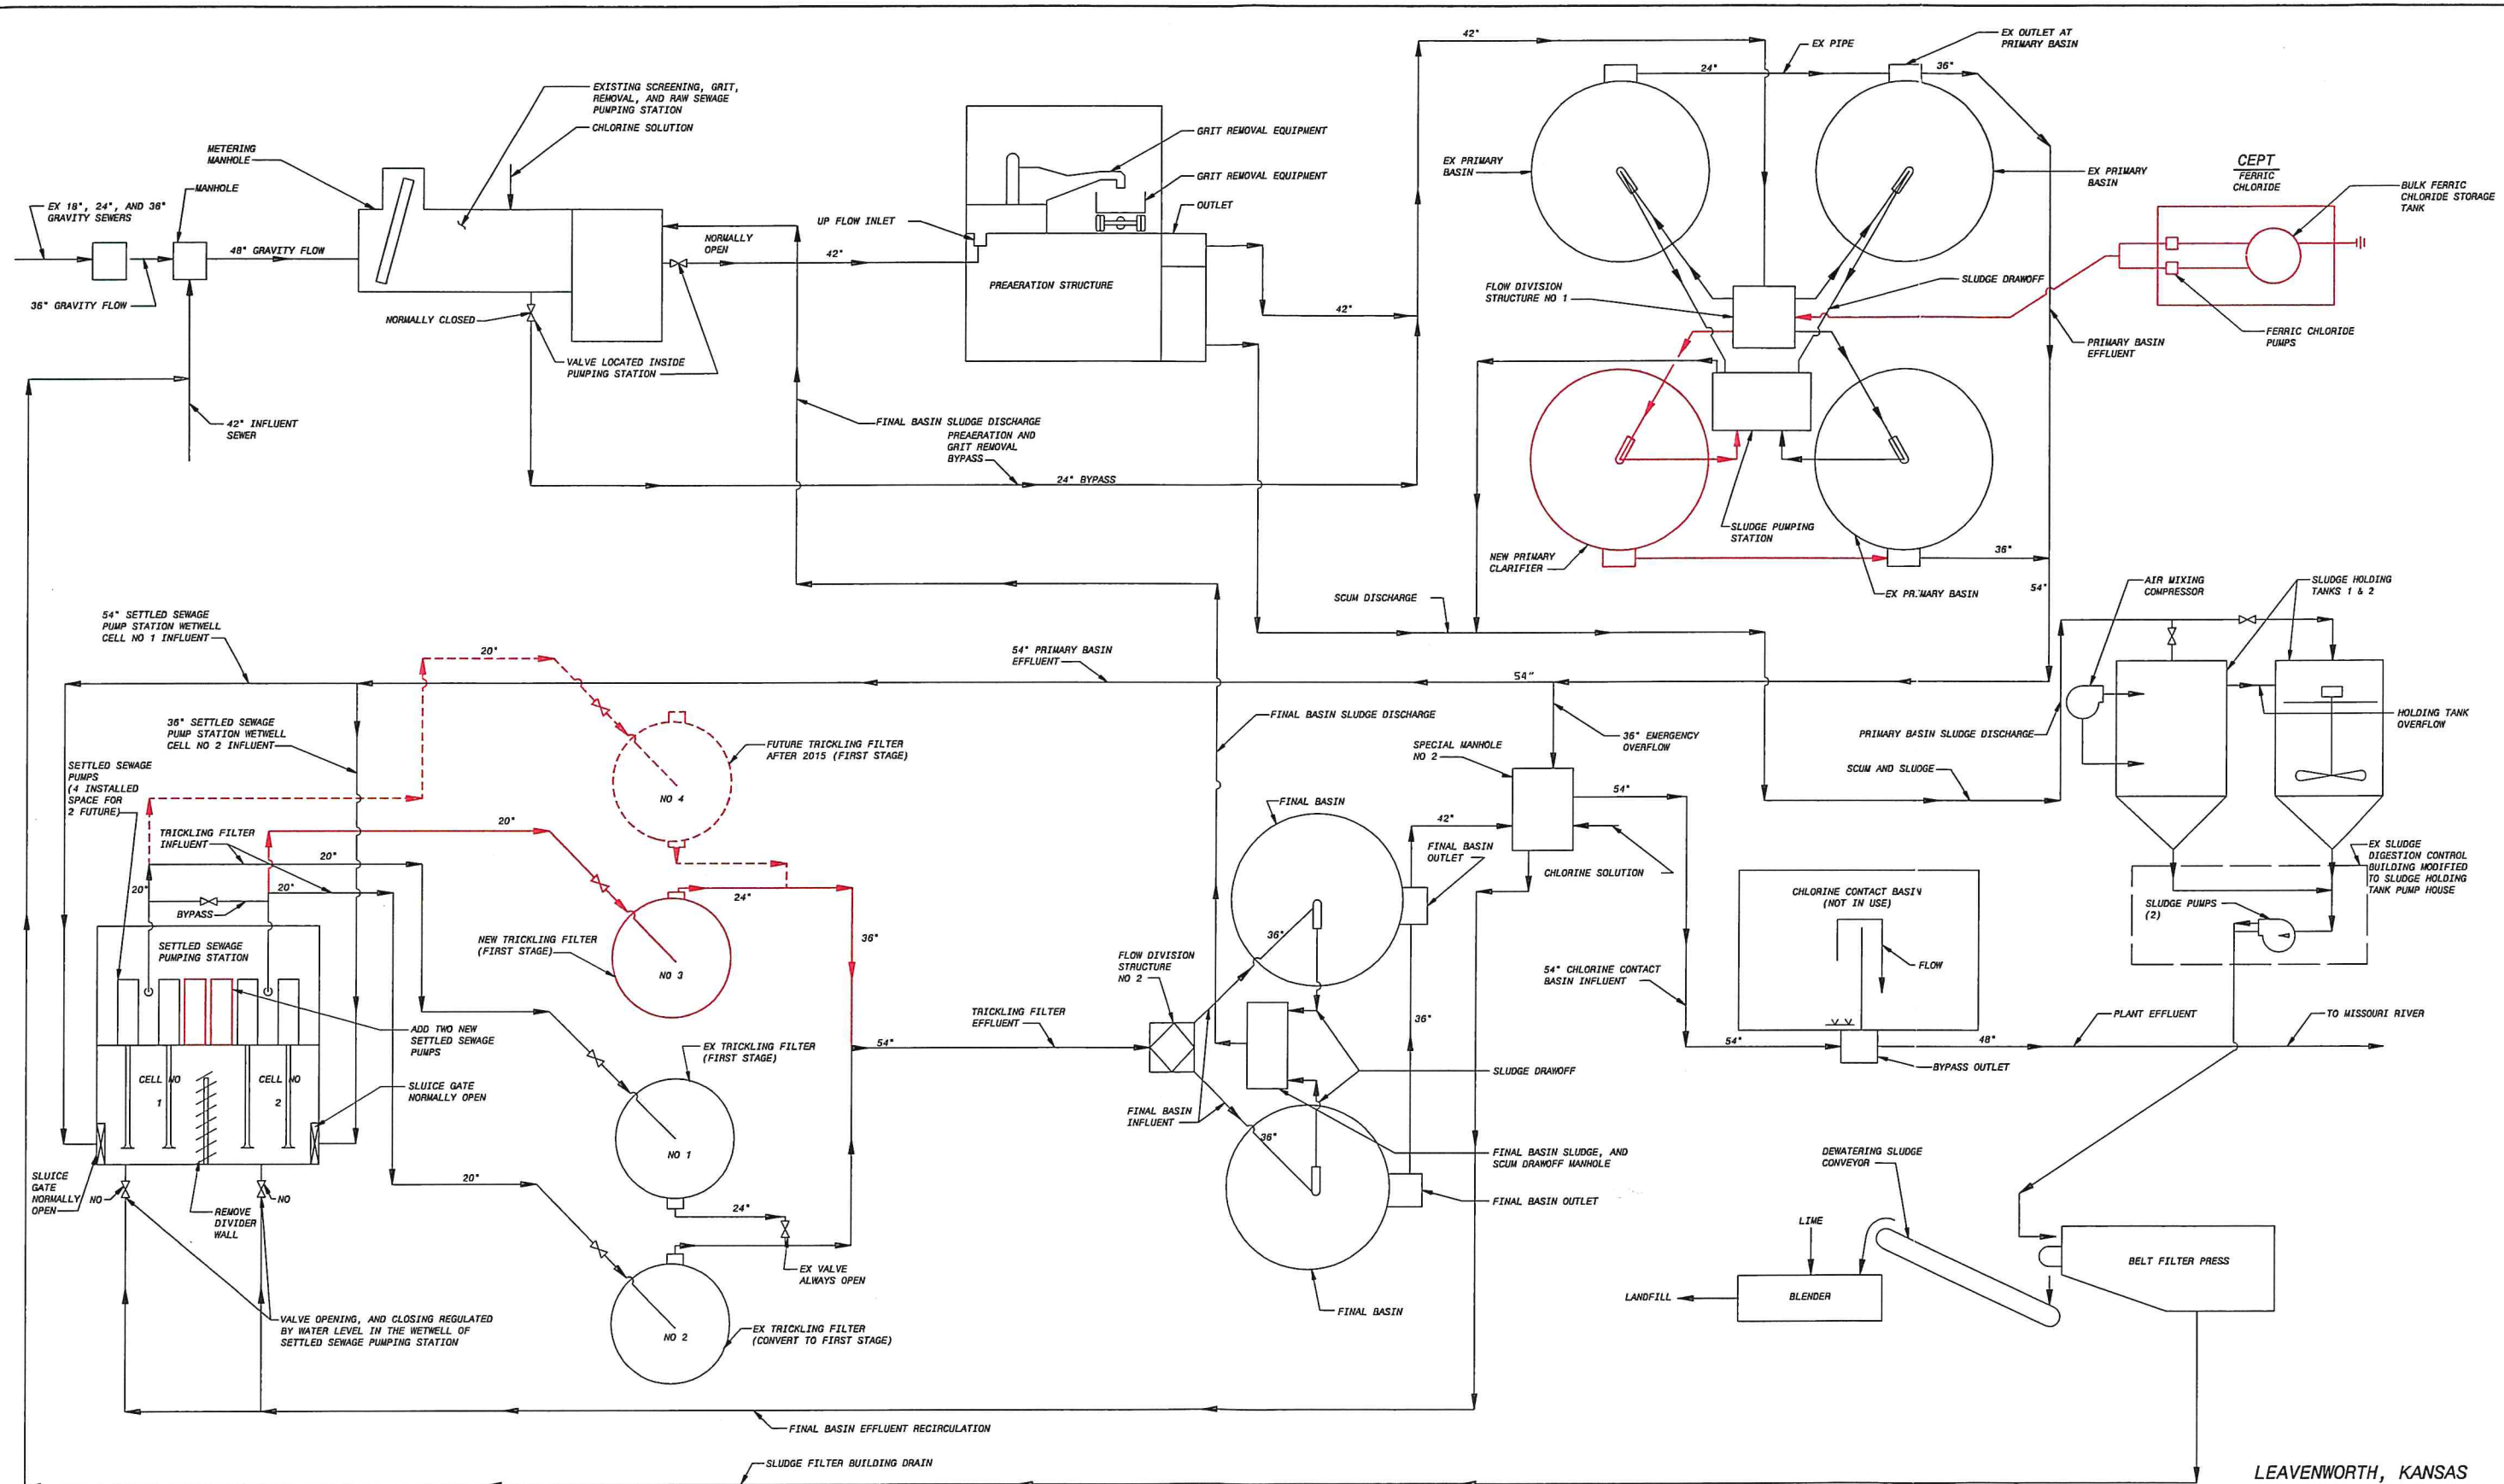 42"
EX PIPE
EX OUTLET AT
PRIMARY BASIN
24"
36"
EXISTING SCREENING, GRIT,
REMOVAL, AND RAW SEWAGE
PUMPING STATION
CHLORINE SOLUTION
METERING
MANHOLE
MANHOLE
EX 18", 24", AND 36"
GRAVITY SEWERS
48" GRAVITY FLOW
36" GRAVITY FLOW
NORMALLY CLOSED
VALVE LOCATED INSIDE
PUMPING STATION
42" INFLUENT
SEWER
NORMALLY
OPEN
42"
UP FLOW INLET
GRIT REMOVAL EQUIPMENT
GRIT REMOVAL EQUIPMENT
OUTLET
PREAERATION STRUCTURE
42"
FINAL BASIN SLUDGE DISCHARGE
PREAERATION AND
GRIT REMOVAL
BYPASS
24" BYPASS
EX PRIMARY
BASIN
EX PRIMARY
BASIN
CEPT
FERRIC
CHLORIDE
BULK FERRIC
CHLORIDE STORAGE
TANK
FLOW DIVISION
STRUCTURE NO 1
SLUDGE DRAWOFF
FERRIC CHLORIDE
PUMPS
PRIMARY BASIN
EFFLUENT
SLUDGE PUMPING
STATION
NEW PRIMARY
CLARIFIER
36"
EX PRIMARY BASIN
54"
SCUM DISCHARGE
AIR MIXING
COMPRESSOR
SLUDGE HOLDING
TANKS 1 & 2
54" SETTLED SEWAGE
PUMP STATION WETWELL
CELL NO 1 INFLUENT
20"
54" PRIMARY BASIN
EFFLUENT
54"
36" SETTLED SEWAGE
PUMP STATION WETWELL
CELL NO 2 INFLUENT
FINAL BASIN SLUDGE DISCHARGE
36" EMERGENCY
OVERFLOW
PRIMARY BASIN SLUDGE DISCHARGE
HOLDING TANK
OVERFLOW
SETTLED SEWAGE
PUMPS
(4 INSTALLED
SPACE FOR
2 FUTURE)
FUTURE TRICKLING FILTER
AFTER 2015 (FIRST STAGE)
NO 4
SPECIAL MANHOLE
NO 2
SCUM AND SLUDGE
54"
FINAL BASIN
42"
TRICKLING FILTER
INFLUENT
20"
20"
20"
20"
BYPASS
FINAL BASIN
OUTLET
CHLORINE SOLUTION
EX SLUDGE
DIGESTION CONTROL
BUILDING MODIFIED
TO SLUDGE HOLDING
TANK PUMP HOUSE
CHLORINE CONTACT BASIN
(NOT IN USE)
SLUDGE PUMPS
(2)
24"
SETTLED SEWAGE
PUMPING STATION
NEW TRICKLING FILTER
(FIRST STAGE)
NO 3
36"
36"
FLOW DIVISION
STRUCTURE
NO 2
54" CHLORINE CONTACT
BASIN INFLUENT
FLOW
ADD TWO NEW
SETTLED SEWAGE
PUMPS
TRICKLING FILTER
EFFLUENT
36"
PLANT EFFLUENT
TO MISSOURI RIVER
54"
54"
48"
EX TRICKLING FILTER
(FIRST STAGE)
BYPASS OUTLET
CELL NO
1
CELL NO
2
SLUICE GATE
NORMALLY OPEN
SLUDGE DRAWOFF
FINAL BASIN
INFLUENT
36"
NO 1
FINAL BASIN SLUDGE, AND
SCUM DRAWOFF MANHOLE
DEWATERING SLUDGE
CONVEYOR
SLUICE
GATE
NORMALLY
OPEN
NO
NO
20"
24"
FINAL BASIN OUTLET
REMOVE
DIVIDER
WALL
LIME
EX VALVE
ALWAYS OPEN
BELT FILTER PRESS
LANDFILL
BLENDER
VALVE OPENING, AND CLOSING REGULATED
BY WATER LEVEL IN THE WETWELL OF
SETTLED SEWAGE PUMPING STATION
NO 2
EX TRICKLING FILTER
(CONVERT TO FIRST STAGE)
FINAL BASIN
FINAL BASIN EFFLUENT RECIRCULATION
SLUDGE FILTER BUILDING DRAIN
LEAVENWORTH, KANSAS